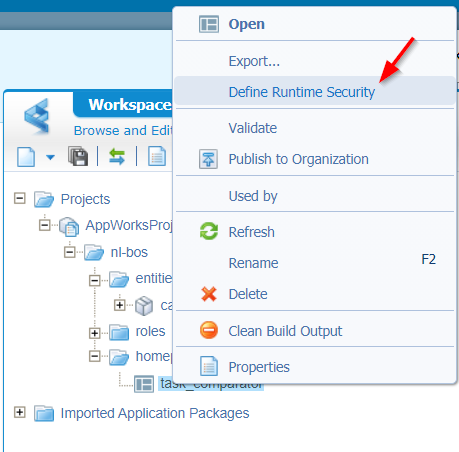 Open
Export...
Define Runtime Security
Workspace
Browse and Edi
Validate
Publish to Organization
Used by
Projects
AppWorksProj
Refresh
nl-bos
Rename F2
entitie
Delete
ca
roles
Clean Build Output
homep
Properties
task_comparator
Imported Application Packages